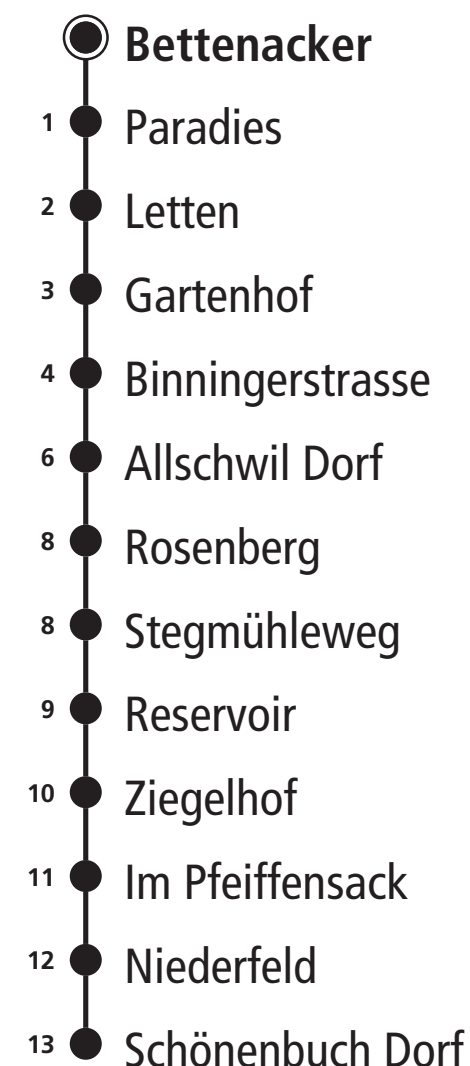 Bettenacker
1 Paradies
2 Letten
3 Gartenhof
4 Binningerstrasse
6 Allschwil Dorf
8 Rosenberg
8 Stegmühleweg
9 Reservoir
10 Ziegelhof
11 Im Pfeiffensack
12 Niederfeld
13 Schönenbuch Dorf